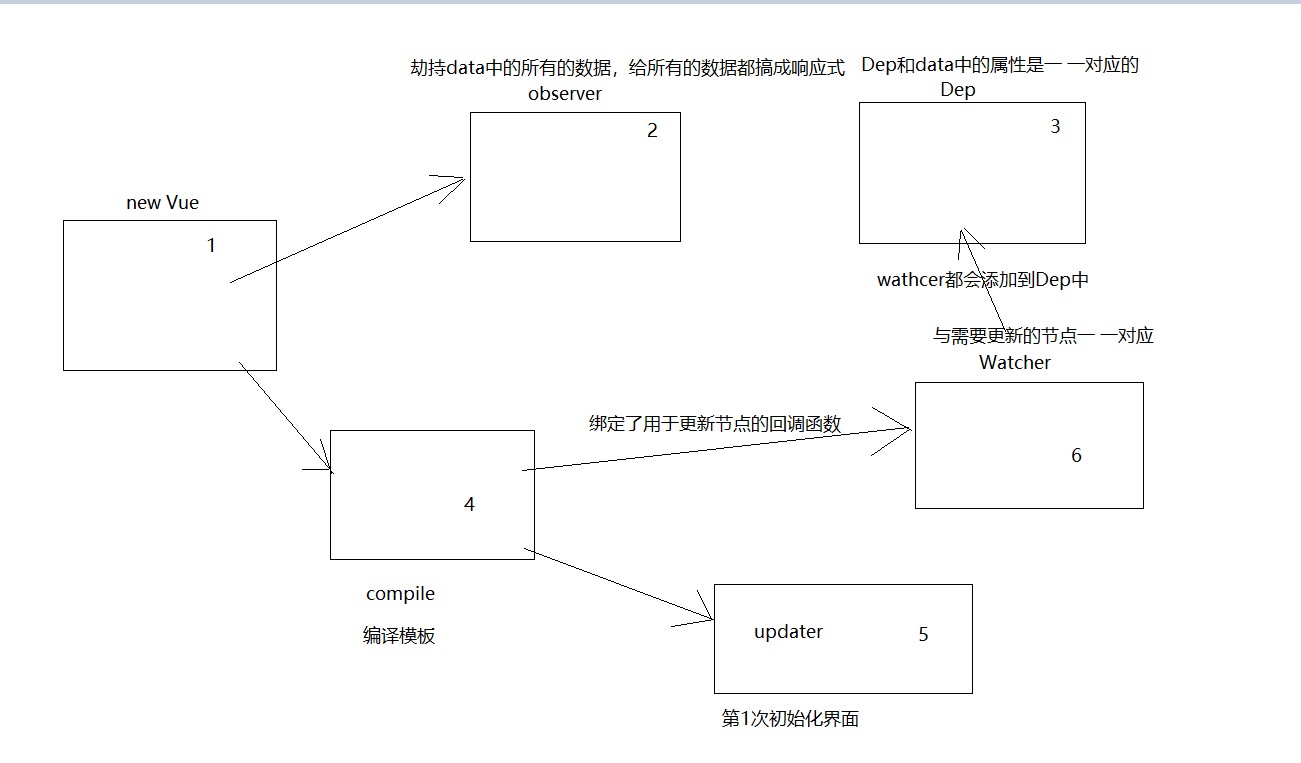 劫持data中的所有的数据，给所有的数据都搞成响应式
observer
2
Dep和data中的属性是一 一对应的
Dep
3
new Vue
1
wathcer都会添加到Dep中
与需要更新的节点一 一对应
Watcher
6
绑定了用于更新节点的回调函数
4
compile
编译模板
updater 5
第1次初始化界面